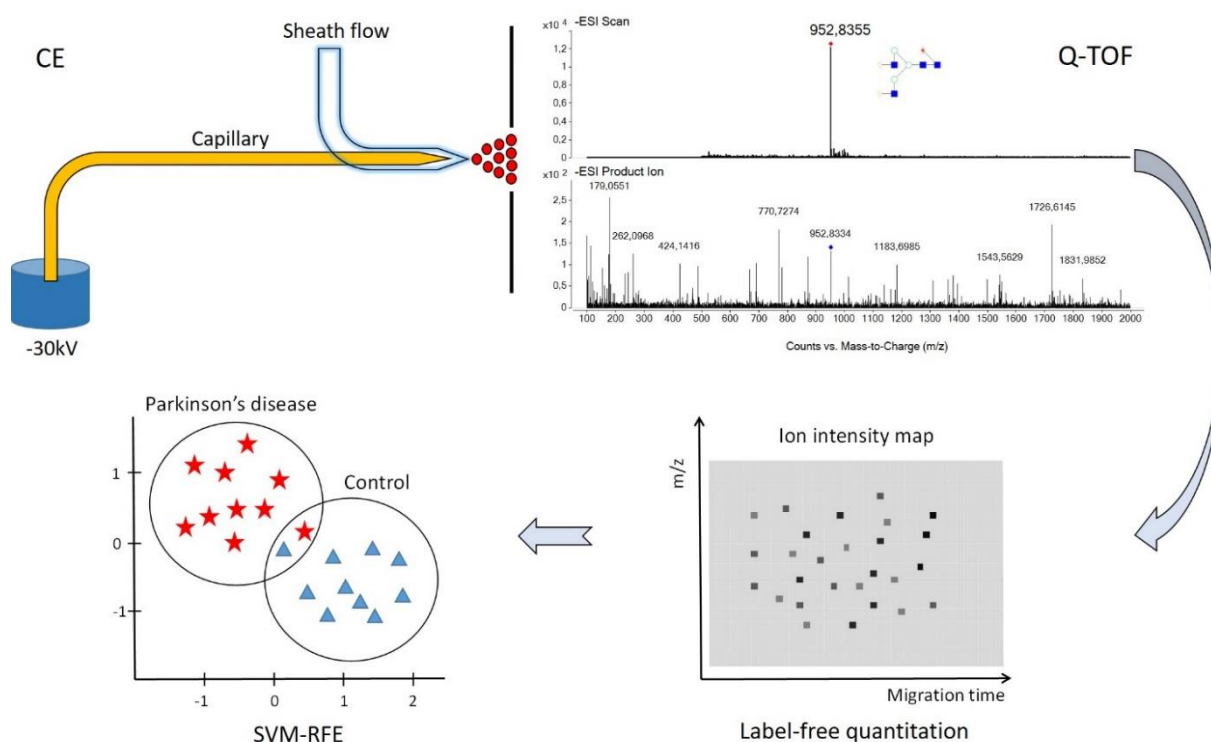 CE
Sheath flow
Capillary
-30kV
Q-TOF
x10 4
-ESI Scan
952,8355
1,2
1
0,8
0,6
0,4
0,2
0
x10 2
-ESI Product Ion
2,5
2
1,5
1
0,5
0
179,0551
262,0968
424,1416
770,7274
952,8334
1183,6985
1543,5629
1726,6145
1831,9852
100 200 300 400 500 600 700 800 900 1000 1100 1200 1300 1400 1500 1600 1700 1800 1900 2000
Counts vs. Mass-to-Charge (m/z)
Parkinson's disease
Control
1
0
-1
-1 0 1 2
SVM-RFE
Ion intensity map
m/z
Migration time
Label-free quantitation